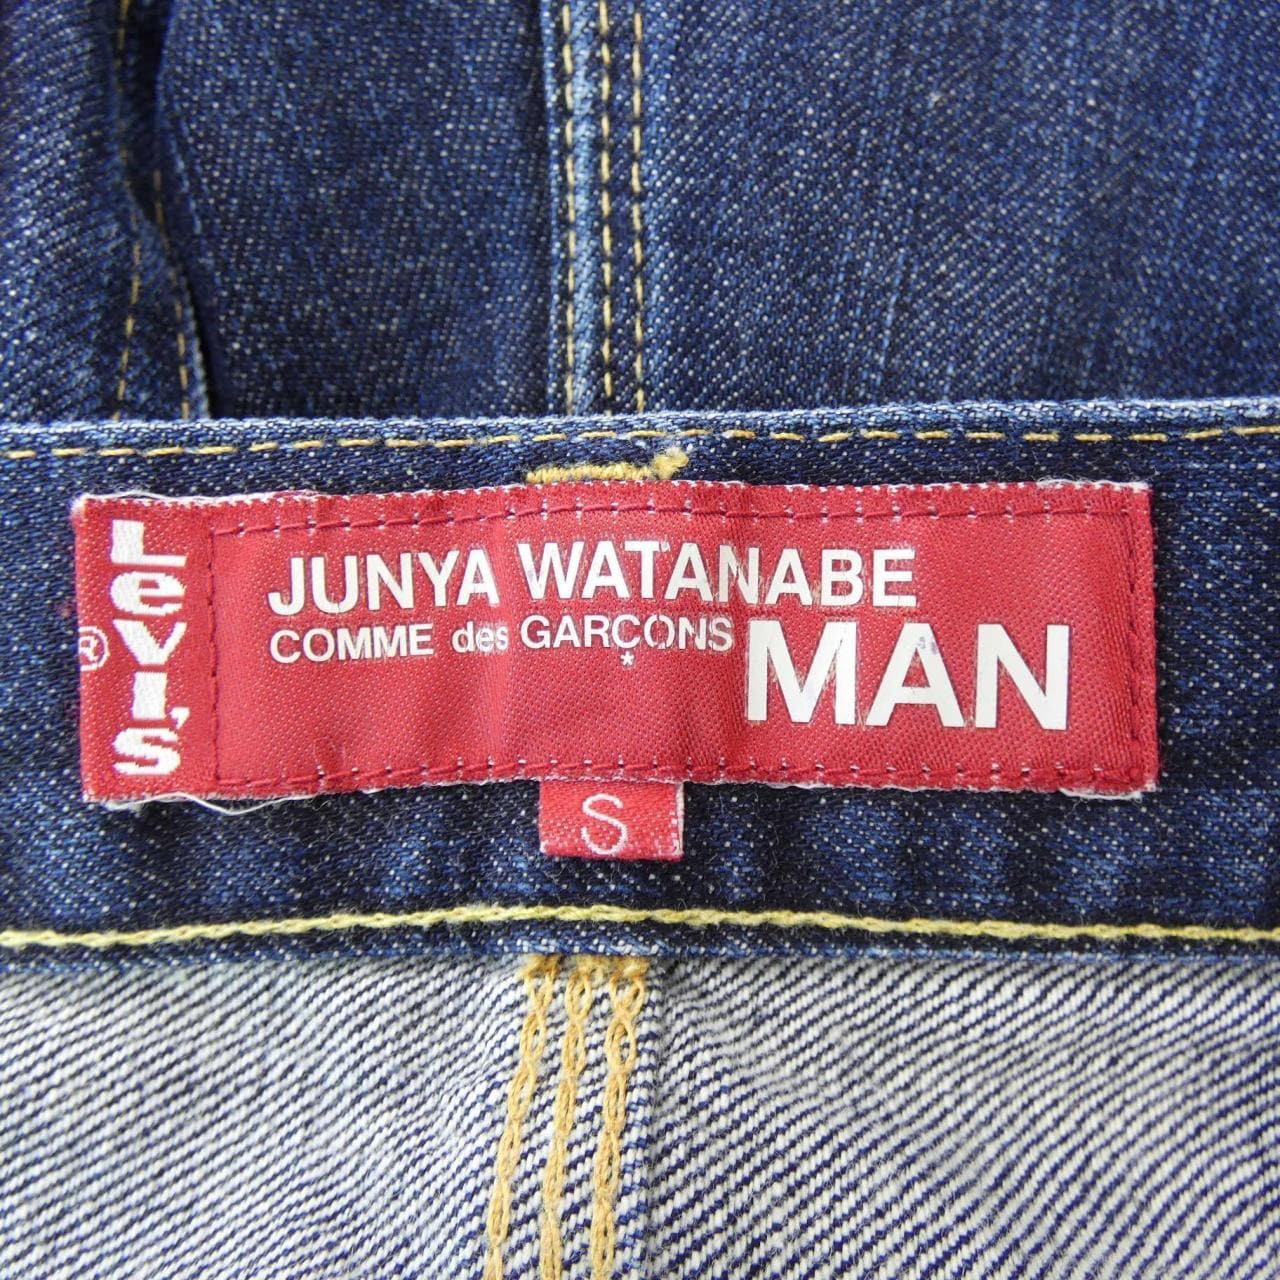 LeVI'S
®
JUNYA WATANABE
COMME des GARÇONS
*
MAN
S